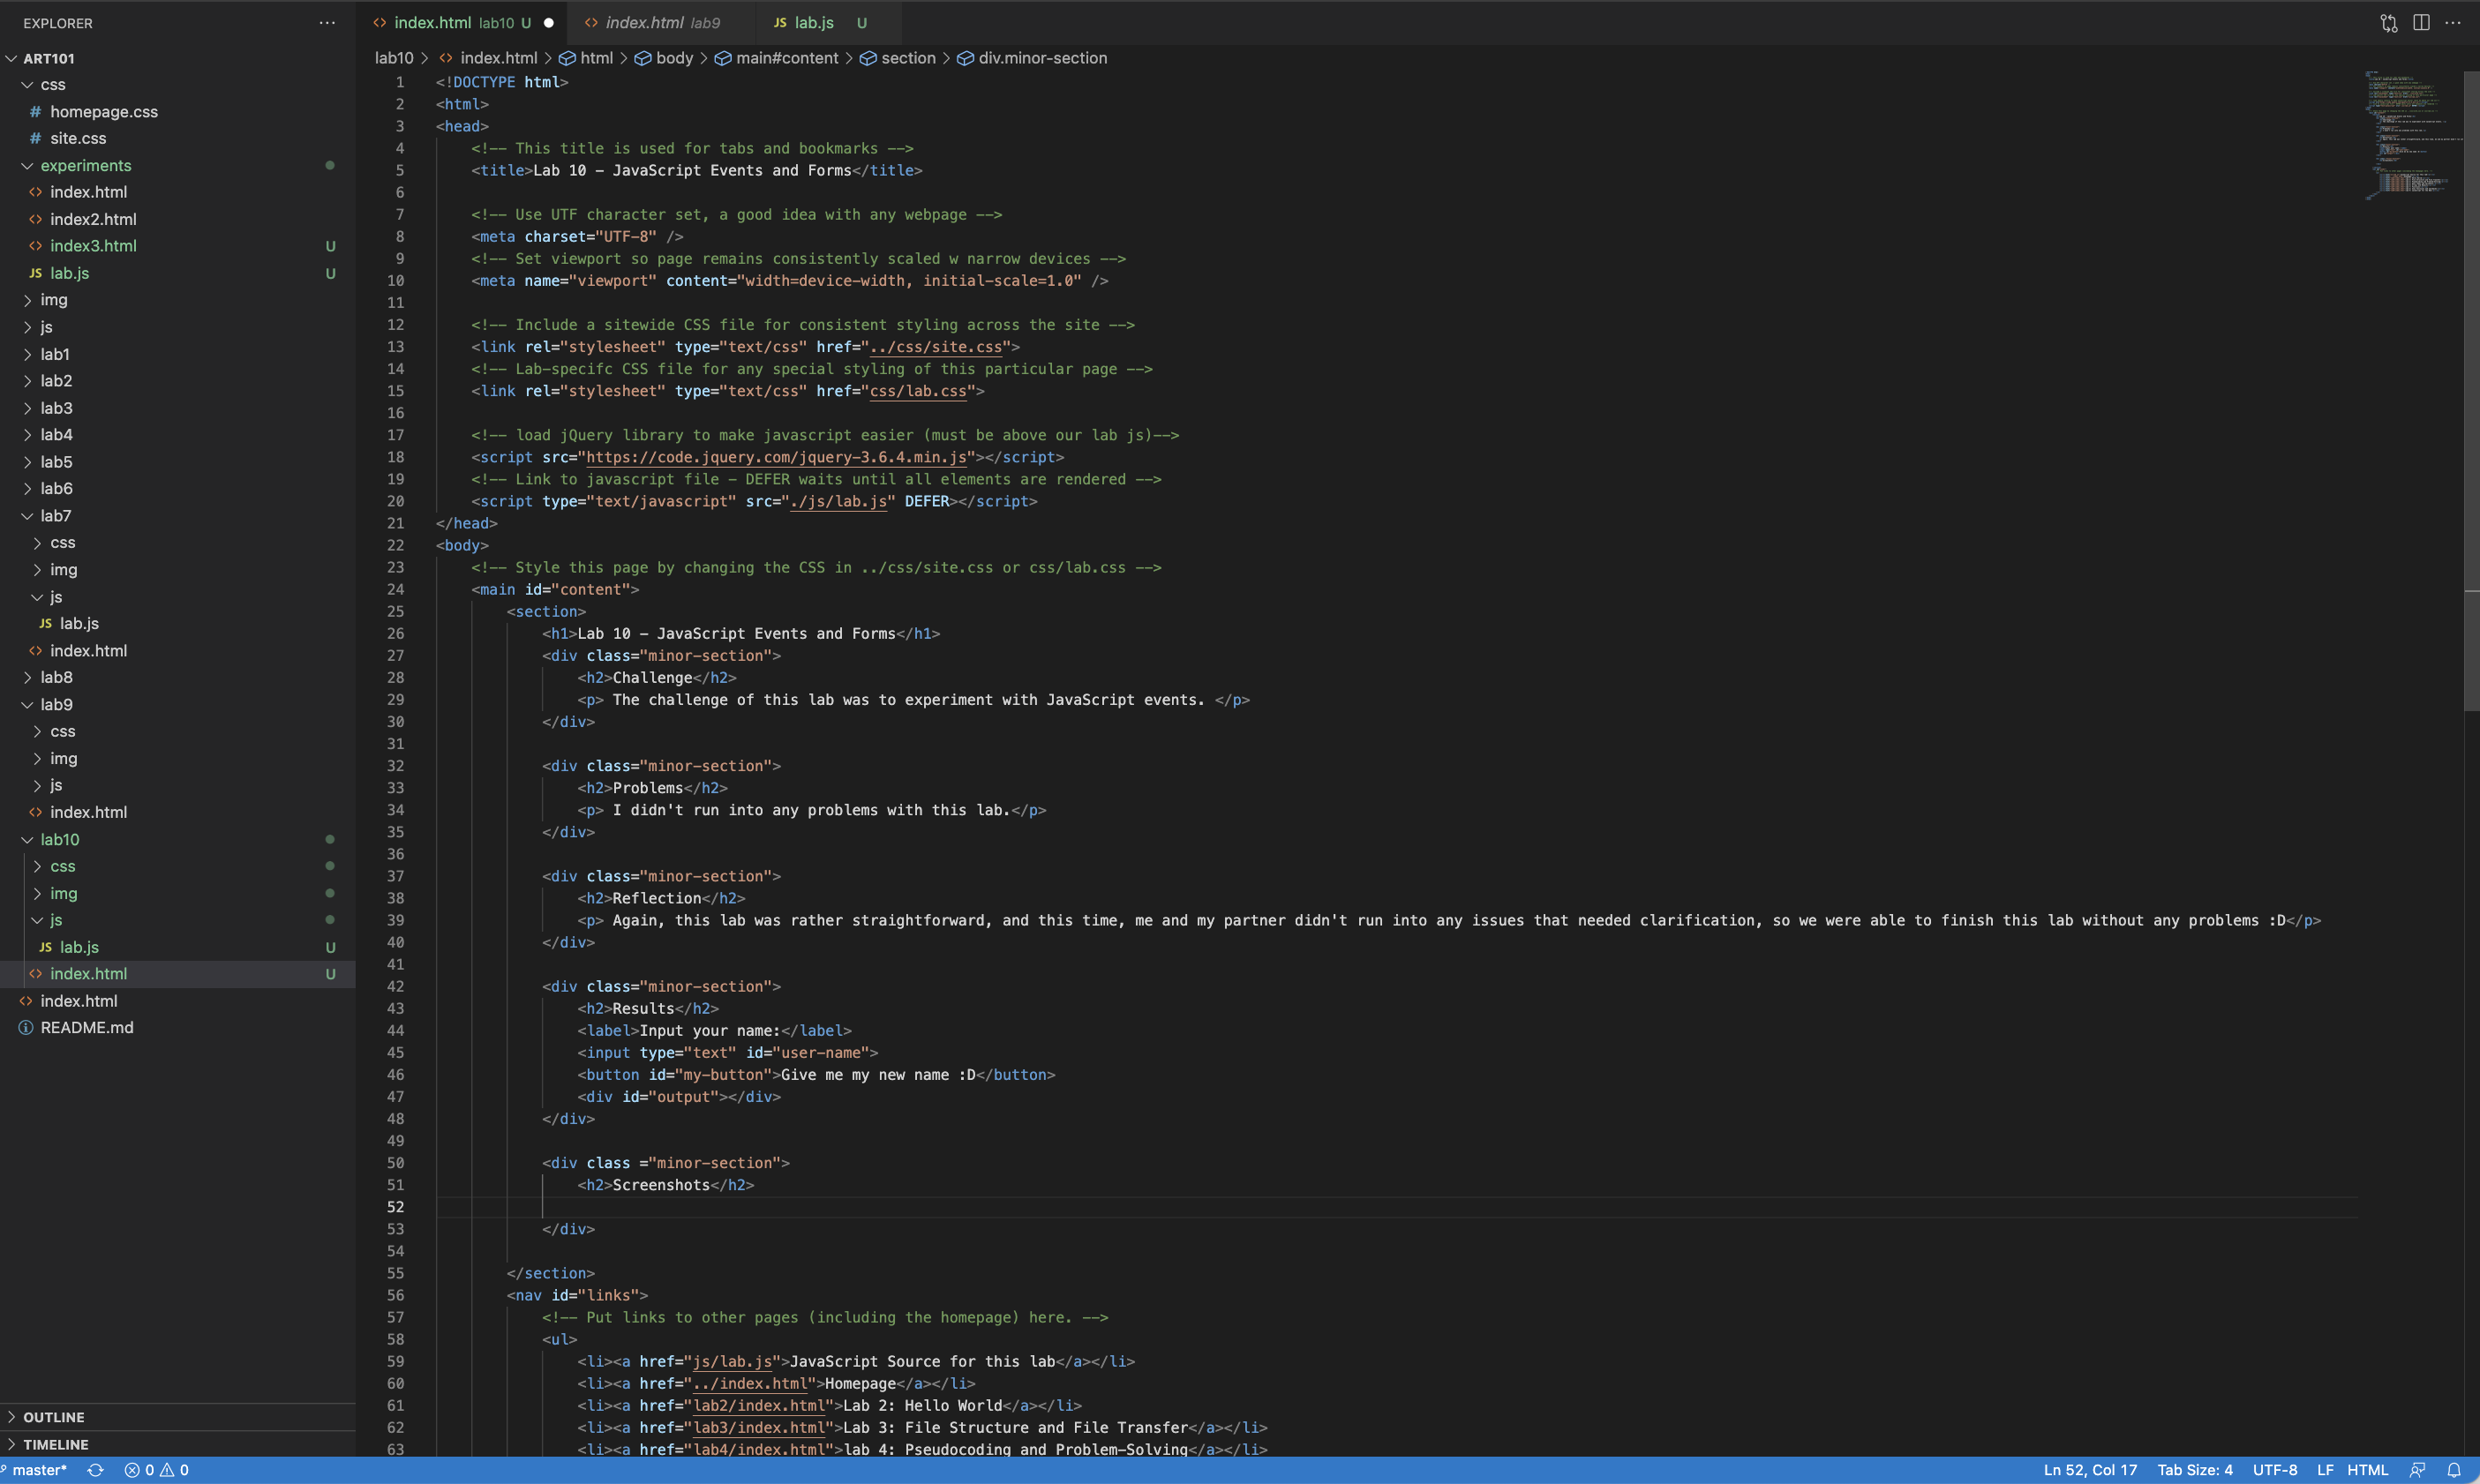 EXPLORER
ART101
css
# homepage.css
# site.css
experiments
<> index.html
<> index2.html
<> index3.html U
JS lab.js U
img
js
lab1
lab2
lab3
lab4
lab5
lab6
lab7
css
img
js
JS lab.js
<> index.html
lab8
lab9
css
img
js
<> index.html
lab10
css
img
js
JS lab.js U
<> index.html U
<> index.html
README.md
OUTLINE
TIMELINE
<> index.html lab10 U
<> index.html lab9
JS lab.js U
lab10 > <> index.html > html > body > main#content > section > div.minor-section
1 <!DOCTYPE html>
2 <html>
3 <head>
4 <!-- This title is used for tabs and bookmarks -->
5 <title>Lab 10 - JavaScript Events and Forms</title>
6
7 <!-- Use UTF character set, a good idea with any webpage -->
8 <meta charset="UTF-8" />
9 <!-- Set viewport so page remains consistently scaled w narrow devices -->
10 <meta name="viewport" content="width=device-width, initial-scale=1.0" />
11
12 <!-- Include a sitewide CSS file for consistent styling across the site -->
13 <link rel="stylesheet" type="text/css" href="../css/site.css">
14 <!-- Lab-specifc CSS file for any special styling of this particular page -->
15 <link rel="stylesheet" type="text/css" href="css/lab.css">
16
17 <!-- load jQuery library to make javascript easier (must be above our lab js)-->
18 <script src="https://code.jquery.com/jquery-3.6.4.min.js"></script>
19 <!-- Link to javascript file - DEFER waits until all elements are rendered -->
20 <script type="text/javascript" src="./js/lab.js" DEFER></script>
21 </head>
22 <body>
23 <!-- Style this page by changing the CSS in ../css/site.css or css/lab.css -->
24 <main id="content">
25 <section>
26 <h1>Lab 10 - JavaScript Events and Forms</h1>
27 <div class="minor-section">
28 <h2>Challenge</h2>
29 <p> The challenge of this lab was to experiment with JavaScript events. </p>
30 </div>
31
32 <div class="minor-section">
33 <h2>Problems</h2>
34 <p> I didn't run into any problems with this lab.</p>
35 </div>
36
37 <div class="minor-section">
38 <h2>Reflection</h2>
39 <p> Again, this lab was rather straightforward, and this time, me and my partner didn't run into any issues that needed clarification, so we were able to finish this lab without any problems :D</p>
40 </div>
41
42 <div class="minor-section">
43 <h2>Results</h2>
44 <label>Input your name:</label>
45 <input type="text" id="user-name">
46 <button id="my-button">Give me my new name :D</button>
47 <div id="output"></div>
48 </div>
49
50 <div class ="minor-section">
51 <h2>Screenshots</h2>
52
53 </div>
54
55 </section>
56 <nav id="links">
57 <!-- Put links to other pages (including the homepage) here. -->
58 <ul>
59 <li><a href="js/lab.js">JavaScript Source for this lab</a></li>
60 <li><a href="../index.html">Homepage</a></li>
61 <li><a href="lab2/index.html">Lab 2: Hello World</a></li>
62 <li><a href="lab3/index.html">Lab 3: File Structure and File Transfer</a></li>
63 <li><a href="lab4/index.html">lab 4: Pseudocoding and Problem-Solving</a></li>
master* 0 0 Ln 52, Col 17 Tab Size: 4 UTF-8 LF HTML